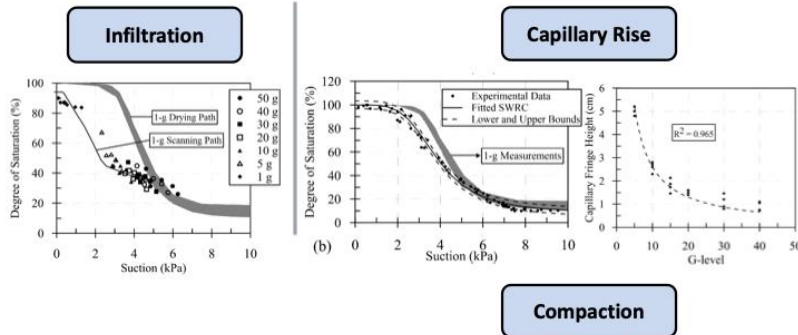 Infiltration
Capillary Rise
Degree of Saturation (%)
100
80
60
40
20
0
1-g Drying Path
1-g Scanning Path
50 g
40 g
30 g
20 g
10 g
5 g
1 g
0 2 4 6 8 10
Suction (kPa)
(b)
Degree of Saturation (%)
120
100
80
60
40
20
0
Experimental Data
Fitted SWRC
Lower and Upper Bounds
1-g Measurements
0 2 4 6 8 10
Suction (kPa)
Capillary Fringe Height (cm)
6
5
4
3
2
1
0
R² = 0.965
0 10 20 30 40 50
G-level
Compaction